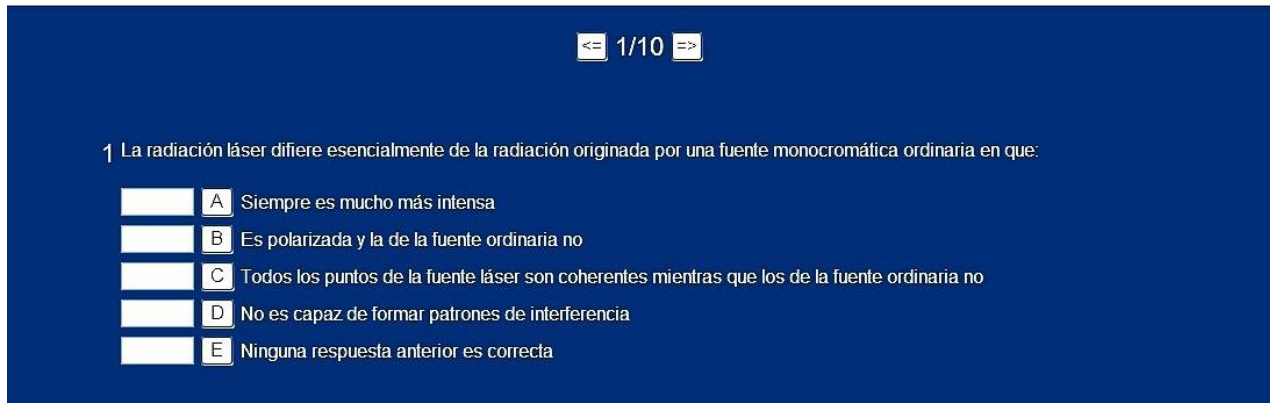 <= 1/10 =>
1 La radiación láser difiere esencialmente de la radiación originada por una fuente monocromática ordinaria en que:
A Siempre es mucho más intensa
B Es polarizada y la de la fuente ordinaria no
C Todos los puntos de la fuente láser son coherentes mientras que los de la fuente ordinaria no
D No es capaz de formar patrones de interferencia
E Ninguna respuesta anterior es correcta